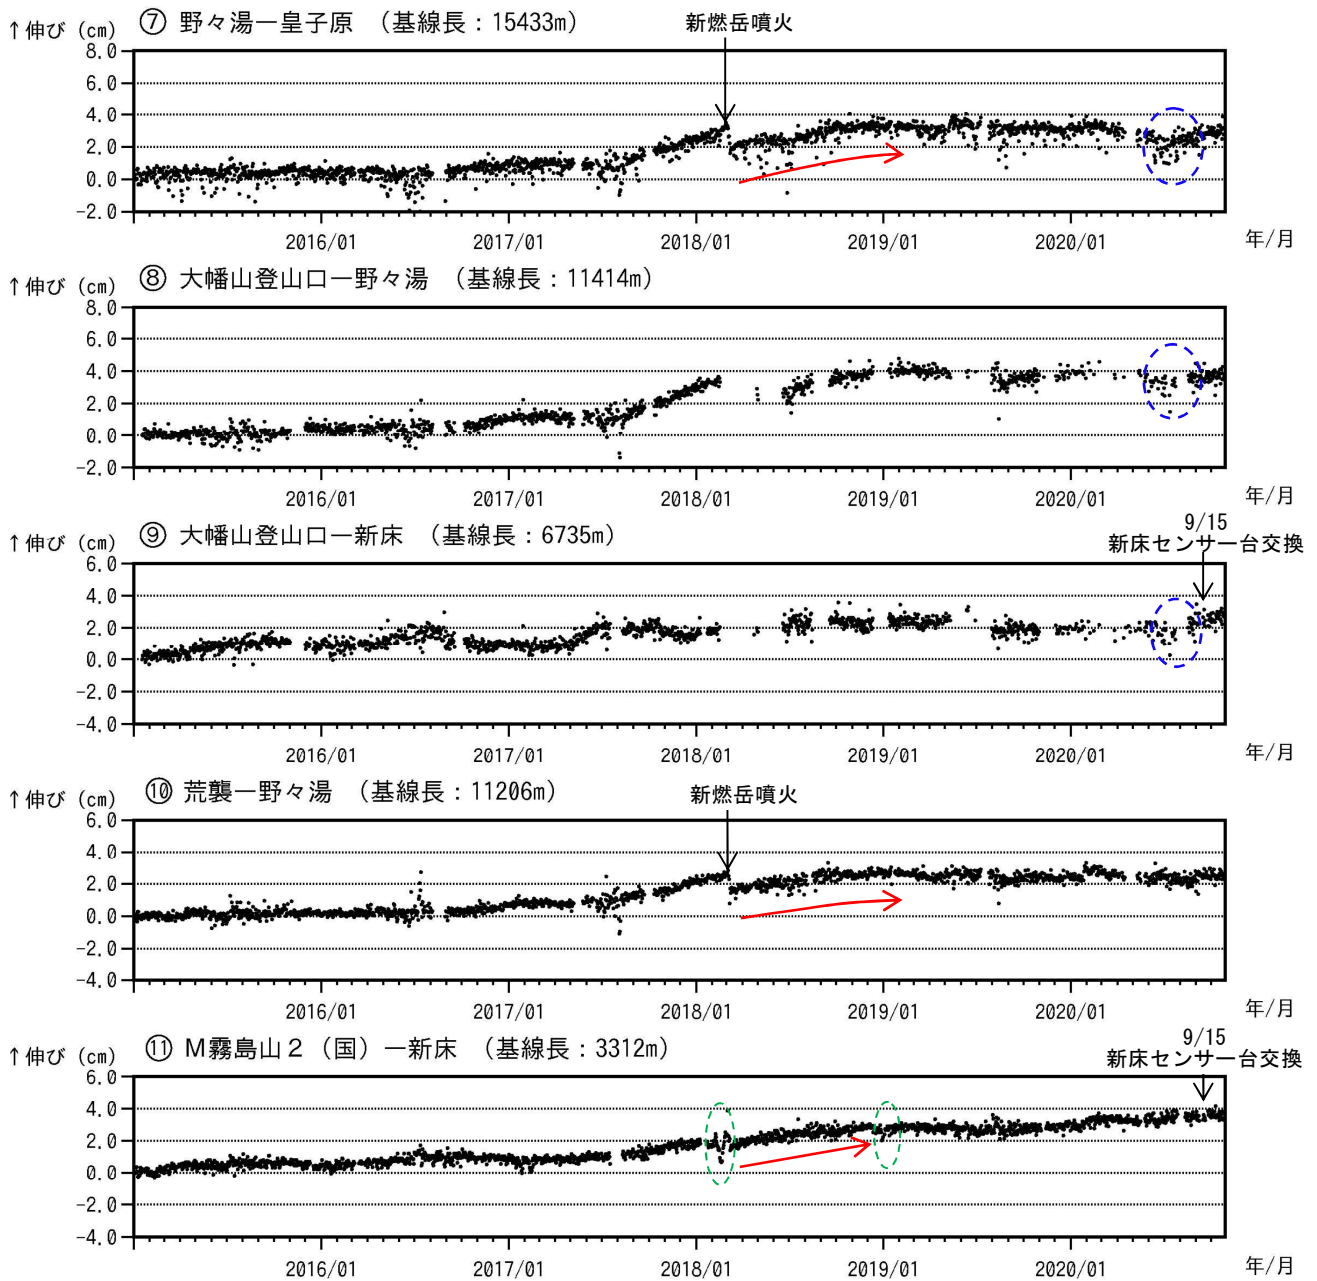 ⑦ 野々湯ー皇子原 （基線長：15433m）
新燃岳噴火
↑伸び (cm)
8.0
6.0
4.0
2.0
0.0
-2.0
2016/01 2017/01 2018/01 2019/01 2020/01 年/月
⑧ 大幡山登山口ー野々湯 （基線長：11414m）
↑伸び (cm)
8.0
6.0
4.0
2.0
0.0
-2.0
2016/01 2017/01 2018/01 2019/01 2020/01 年/月
⑨ 大幡山登山口ー新床 （基線長：6735m）
9/15
新床センサー台交換
↑伸び (cm)
6.0
4.0
2.0
0.0
-2.0
-4.0
2016/01 2017/01 2018/01 2019/01 2020/01 年/月
⑩ 荒襲ー野々湯 （基線長：11206m）
新燃岳噴火
↑伸び (cm)
6.0
4.0
2.0
0.0
-2.0
-4.0
2016/01 2017/01 2018/01 2019/01 2020/01 年/月
⑪ M霧島山２（国）ー新床 （基線長：3312m）
9/15
新床センサー台交換
↑伸び (cm)
6.0
4.0
2.0
0.0
-2.0
-4.0
2016/01 2017/01 2018/01 2019/01 2020/01 年/月